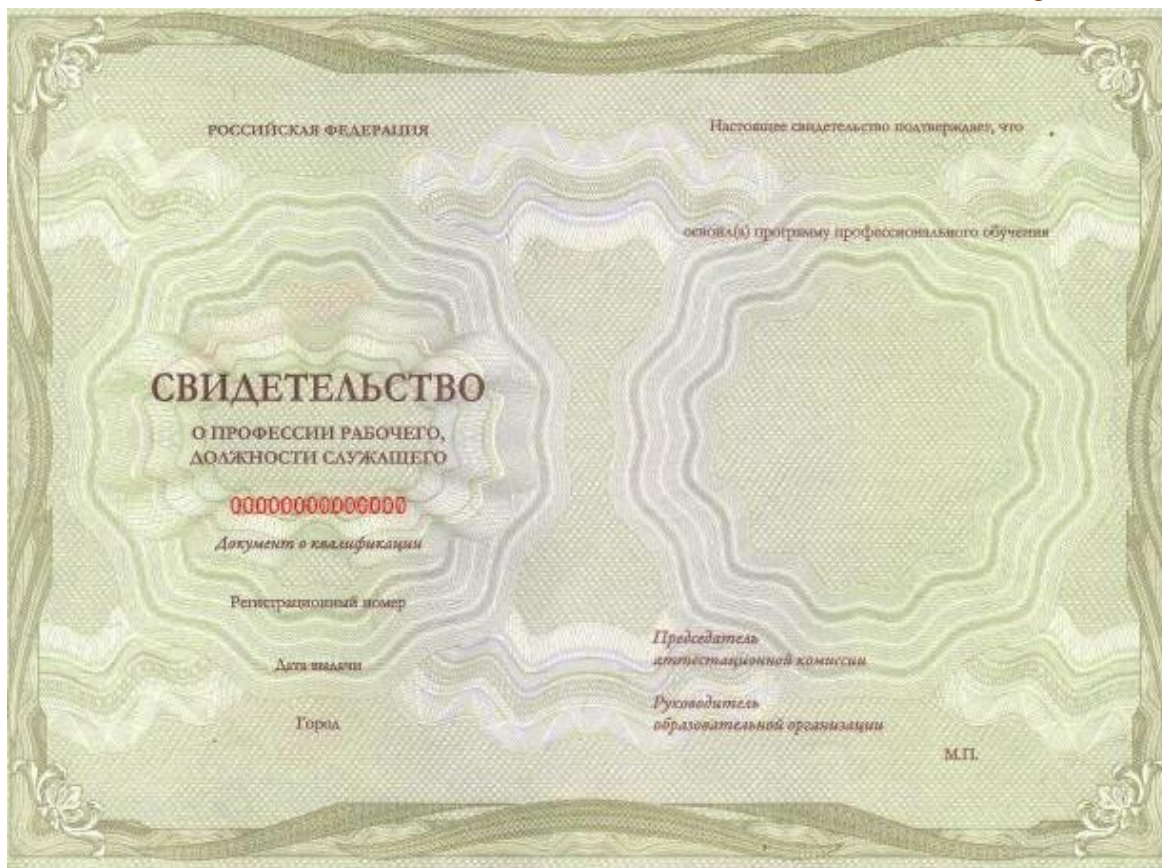 РОССИЙСКАЯ ФЕДЕРАЦИЯ
СВИДЕТЕЛЬСТВО
О ПРОФЕССИИ РАБОЧЕГО,
ДОЛЖНОСТИ СЛУЖАЩЕГО
00000000000000
Документ о квалификации
Регистрационный номер
Дата выдачи
Город
Настоящее свидетельство подтверждает, что
освоил(а) программу профессионального обучения
Председатель
аттестационной комиссии
Руководитель
образовательной организации
М.П.